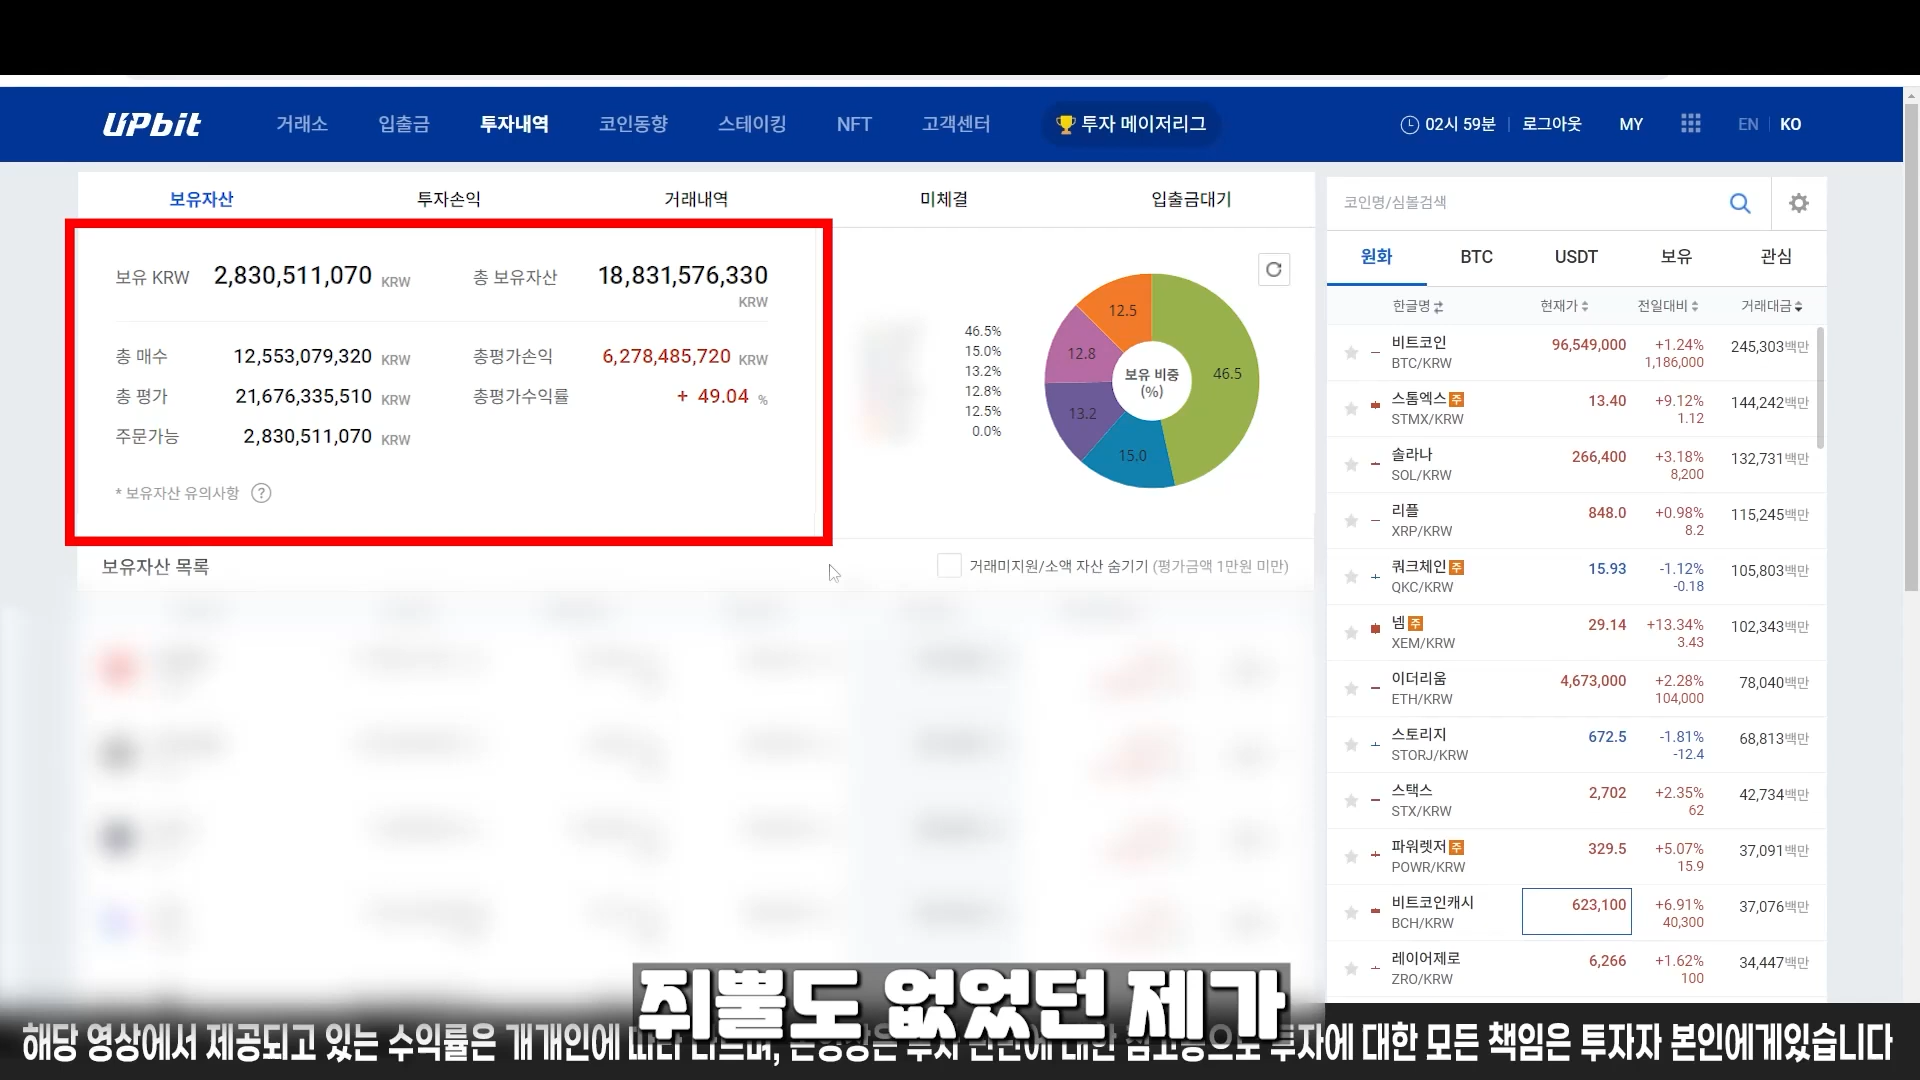 UPbit 거래소 입출금 투자내역 코인동향 스테이킹 NFT 고객센터 투자 메이저리그 02시 59분 로그아웃 MY EN KO
보유자산 투자손익 거래내역 미체결 입출금대기
보유 KRW 2,830,511,070 KRW 총 보유자산 18,831,576,330 KRW
총 매수 12,553,079,320 KRW 총평가손익 6,278,485,720 KRW
총 평가 21,676,335,510 KRW 총평가수익률 + 49.04 %
주문가능 2,830,511,070 KRW
* 보유자산 유의사항 ?
46.5%
15.0%
13.2%
12.8%
12.5%
0.0%
보유 비중
(%)
46.5
15.0
13.2
12.8
12.5
보유자산 목록 거래미지원/소액 자산 숨기기 (평가금액 1만원 미만)
코인명/심볼검색
원화 BTC USDT 보유 관심
한글명 현재가 전일대비 거래대금
비트코인 96,549,000 +1.24% 245,303백만
BTC/KRW 1,186,000
스톰엑스 주 13.40 +9.12% 144,242백만
STMX/KRW 1.12
솔라나 266,400 +3.18% 132,731백만
SOL/KRW 8,200
리플 848.0 +0.98% 115,245백만
XRP/KRW 8.2
쿼크체인 주 15.93 -1.12% 105,803백만
QKC/KRW -0.18
넴 주 29.14 +13.34% 102,343백만
XEM/KRW 3.43
이더리움 4,673,000 +2.28% 78,040백만
ETH/KRW 104,000
스토리지 672.5 -1.81% 68,813백만
STORJ/KRW -12.4
스택스 2,702 +2.35% 42,734백만
STX/KRW 62
파워렛저 주 329.5 +5.07% 37,091백만
POWR/KRW 15.9
비트코인캐시 623,100 +6.91% 37,076백만
BCH/KRW 40,300
레이어제로 6,266 +1.62% 34,447백만
ZRO/KRW 100
쥐뿔도 없었던 제가
해당 영상에서 제공되고 있는 수익률은 개개인에 투자에 대한 모든 책임은 투자자 본인에게있습니다